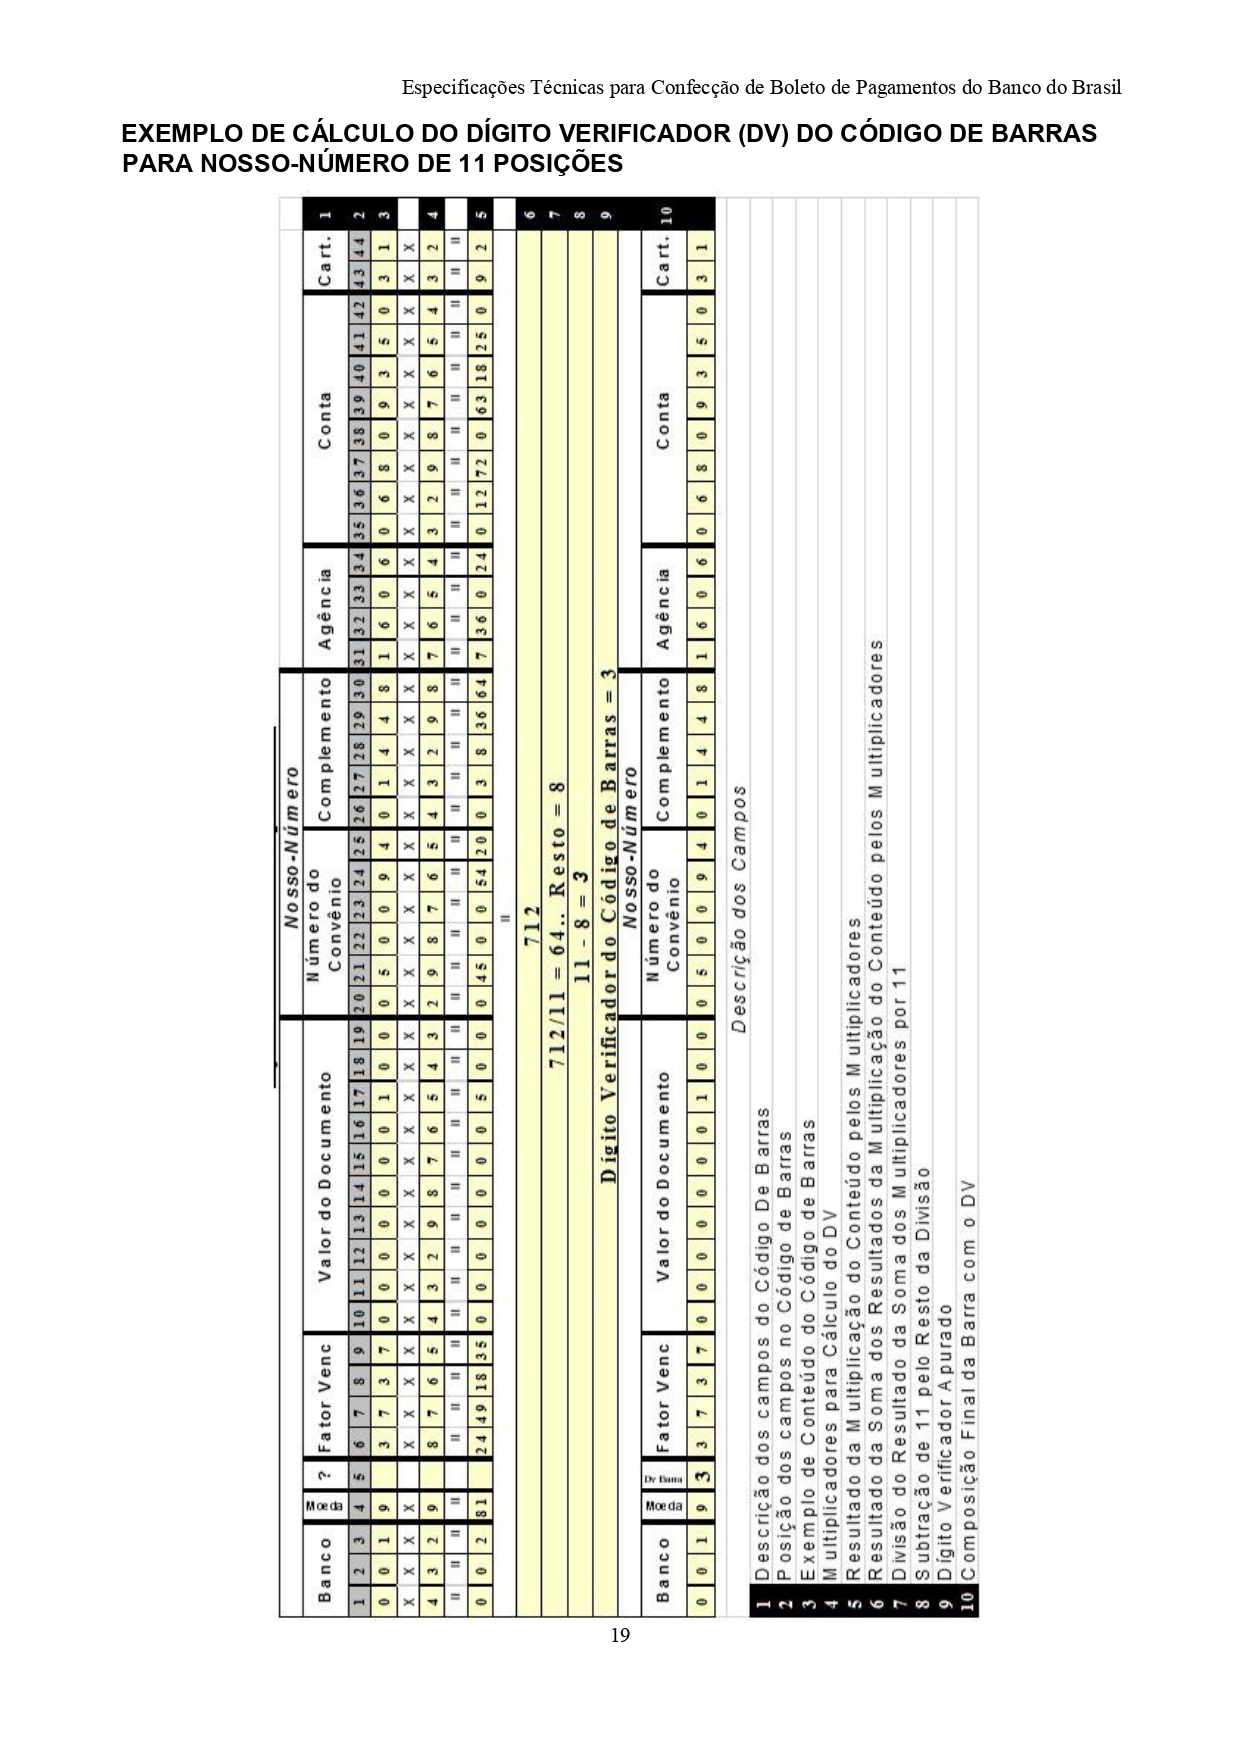 Especificações Técnicas para Confecção de Boleto de Pagamentos do Banco do Brasil
EXEMPLO DE CÁLCULO DO DÍGITO VERIFICADOR (DV) DO CÓDIGO DE BARRAS
PARA NOSSO-NÚMERO DE 11 POSIÇÕES
Nosso-Número
Banco Moeda ? Fator Venc Valor do Documento Número do Convênio Complemento Agência Conta Cart. 1
1 2 3 4 5 6 7 8 9 10 11 12 13 14 15 16 17 18 19 20 21 22 23 24 25 26 27 28 29 30 31 32 33 34 35 36 37 38 39 40 41 42 43 44 2
0 0 1 9 3 7 3 7 0 0 0 0 0 0 0 1 0 0 0 5 0 0 9 4 0 1 4 4 8 1 6 0 6 0 6 8 0 9 3 5 0 3 1 3
X X X X X X X X X X X X X X X X X X X X X X X X X X X X X X X X X X X X X X X X X X X
4 3 2 9 8 7 6 5 4 3 2 9 8 7 6 5 4 3 2 9 8 7 6 5 4 3 2 9 8 7 6 5 4 3 2 9 8 7 6 5 4 3 2 4
= = = = = = = = = = = = = = = = = = = = = = = = = = = = = = = = = = = = = = = = = = =
0 0 2 81 24 49 18 35 0 0 0 0 0 0 0 5 0 0 0 45 0 0 54 20 0 3 8 36 64 7 36 0 24 0 12 72 0 63 18 25 0 9 2 5
=
712 6
712/11 = 64.. Resto = 8 7
11 - 8 = 3 8
Dígito Verificador do Código de Barras = 3 9
Nosso-Número
Banco Moeda Dv Barra Fator Venc Valor do Documento Número do Convênio Complemento Agência Conta Cart. 10
0 0 1 9 3 3 7 3 7 0 0 0 0 0 0 0 1 0 0 0 5 0 0 9 4 0 1 4 4 8 1 6 0 6 0 6 8 0 9 3 5 0 3 1
Descrição dos Campos
1 Descrição dos campos do Código De Barras
2 Posição dos campos no Código de Barras
3 Exemplo de Conteúdo do Código de Barras
4 Multiplicadores para Cálculo do DV
5 Resultado da Multiplicação do Conteúdo pelos Multiplicadores
6 Resultado da Soma dos Resultados da Multiplicação do Conteúdo pelos Multiplicadores
7 Divisão do Resultado da Soma dos Multiplicadores por 11
8 Subtração de 11 pelo Resto da Divisão
9 Dígito Verificador Apurado
10 Composição Final da Barra com o DV
19